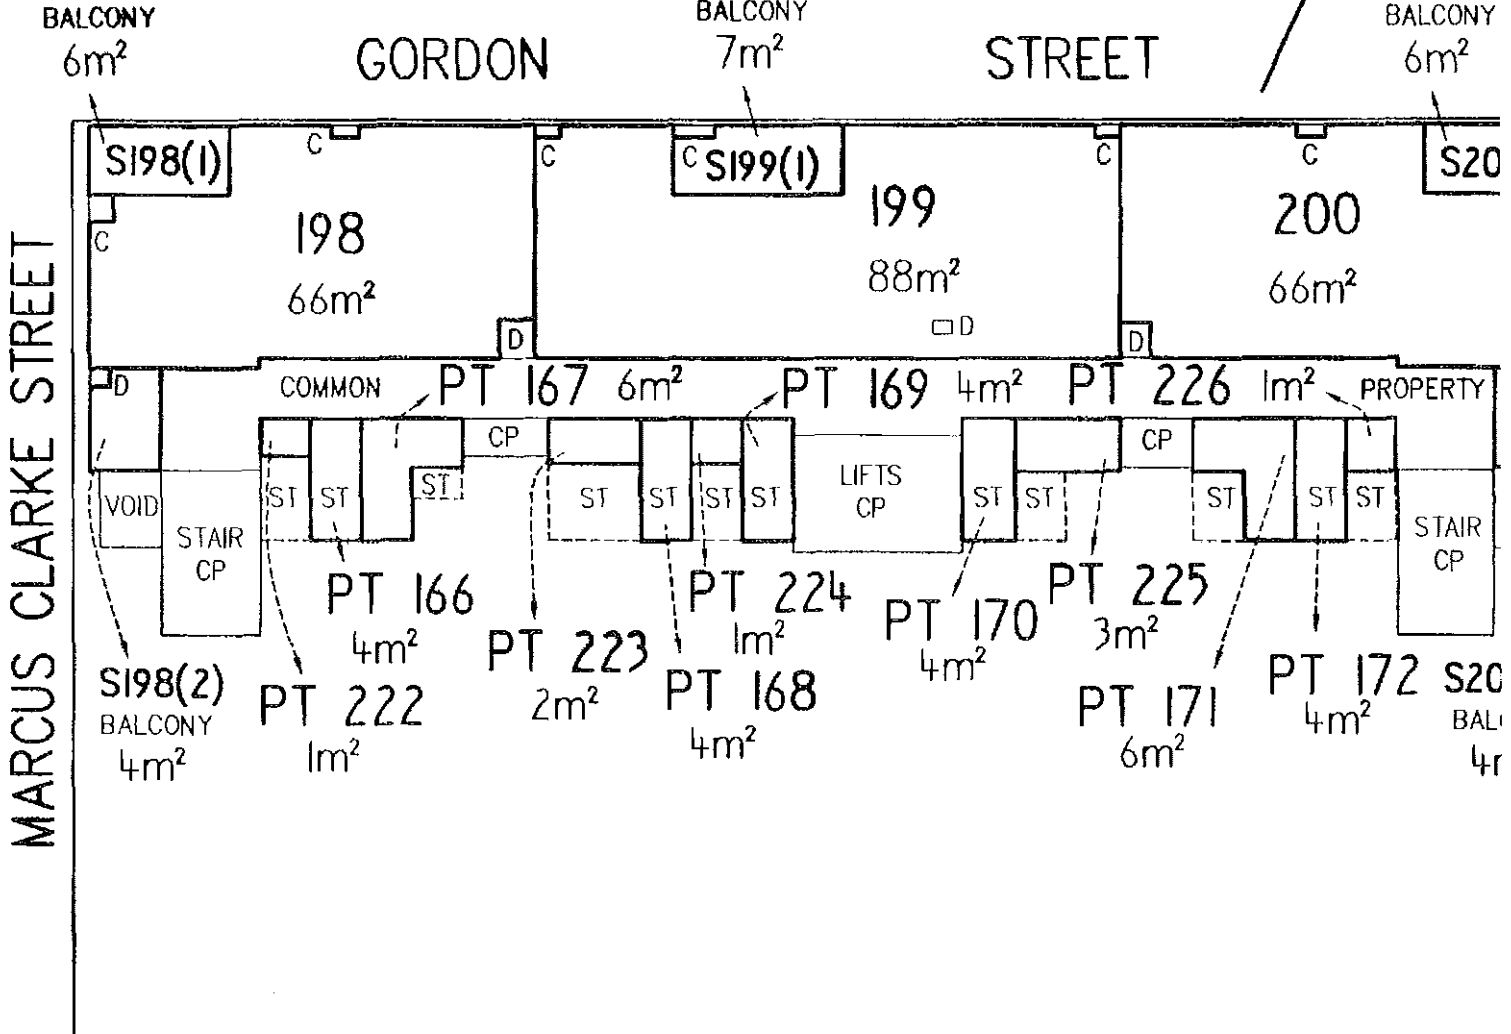 BALCONY
6m²
GORDON STREET
BALCONY
7m²
BALCONY
6m²
S198(1)
C
C
C
C
S199(1)
C
C
S20
198
66m²
199
88m²
200
66m²
D
D
D
MARCUS CLARKE STREET
D
COMMON
PT 167 6m²
PT 169 4m²
PT 226 1m²
PROPERTY
CP
CP
VOID
STAIR
CP
ST
ST
ST
ST
ST
ST
ST
LIFTS
CP
ST
ST
ST
ST
ST
STAIR
CP
PT 166
4m²
PT 223
2m²
PT 224
1m²
PT 170
4m²
PT 225
3m²
S198(2)
BALCONY
4m²
PT 222
1m²
PT 168
4m²
PT 171
6m²
PT 172
4m²
S20
BALC
4m